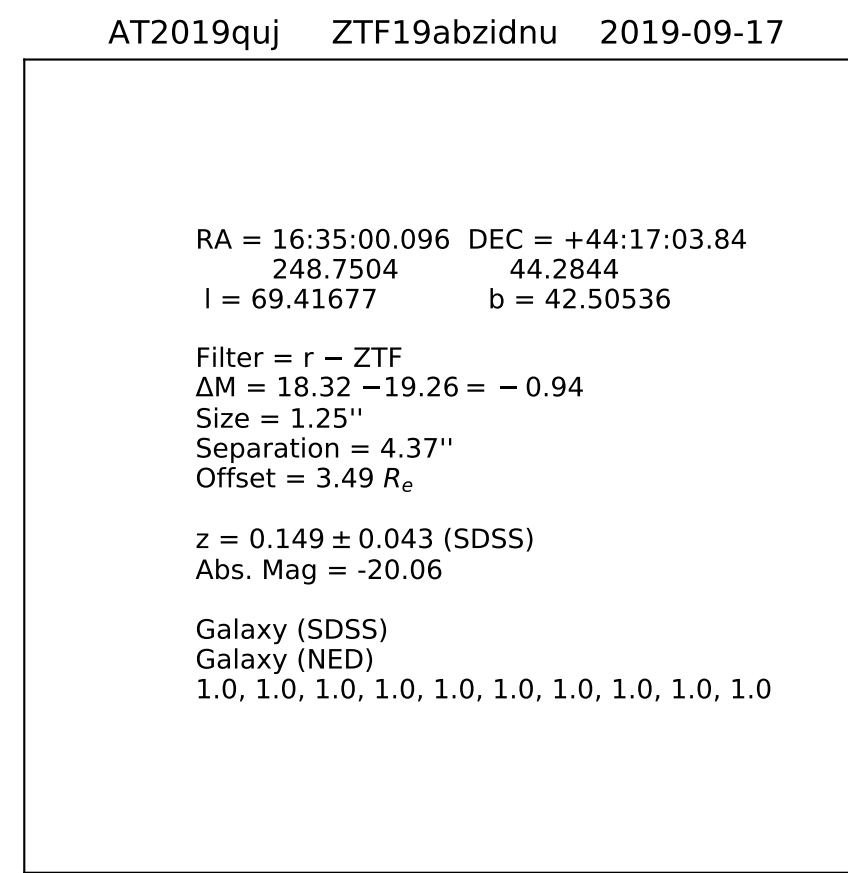 AT2019quj ZTF19abzidnu 2019-09-17
RA = 16:35:00.096 DEC = +44:17:03.84
248.7504 44.2844
l = 69.41677 b = 42.50536
Filter = r − ZTF
ΔM = 18.32 −19.26 = − 0.94
Size = 1.25''
Separation = 4.37''
Offset = 3.49 Rₑ
z = 0.149 ± 0.043 (SDSS)
Abs. Mag = -20.06
Galaxy (SDSS)
Galaxy (NED)
1.0, 1.0, 1.0, 1.0, 1.0, 1.0, 1.0, 1.0, 1.0, 1.0